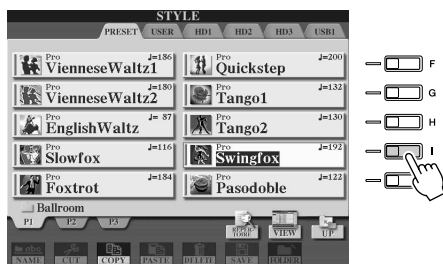 STYLE
PRESET USER HD1 HD2 HD3 USB1
Pro ♩=186 VienneseWaltz1
Pro ♩=200 Quickstep
Pro ♩=180 VienneseWaltz2
Pro ♩=132 Tango1
Pro ♩= 87 EnglishWaltz
Pro ♩=130 Tango2
Pro ♩=116 Slowfox
Pro ♩=192 Swingfox
Pro ♩=184 Foxtrot
Pro ♩=122 Pasodoble
Ballroom
P1 P2 P3
REPERTOIRE VIEW UP
NAME CUT COPY PASTE DELETE SAVE FOLDER
F
G
H
I